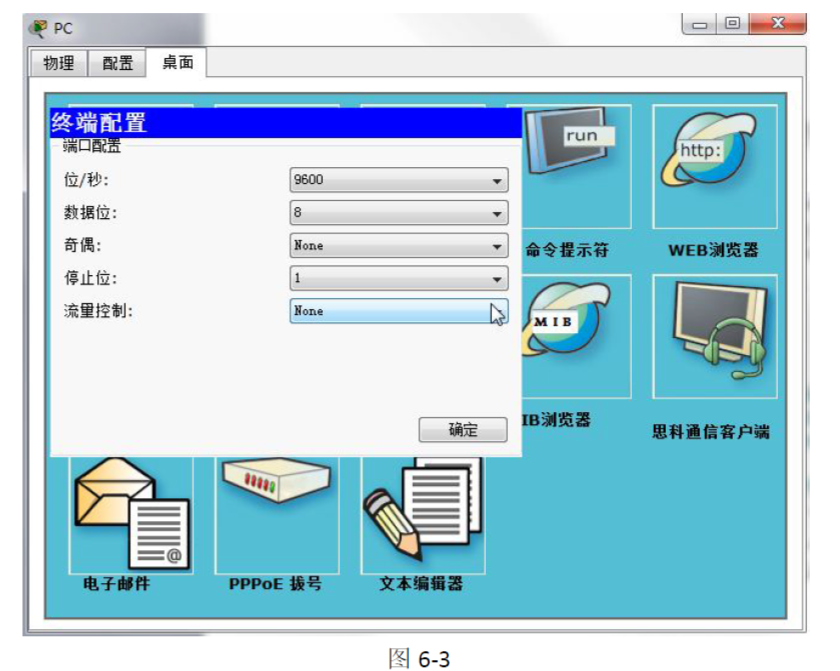 PC
物理 配置 桌面
终端配置
端口配置
位/秒: 9600
数据位: 8
奇偶: None
停止位: 1
流量控制: None
确定
run
http:
命令提示符 WEB浏览器
MIB
IB浏览器 思科通信客户端
@
电子邮件 PPPoE 拨号 文本编辑器
图 6-3